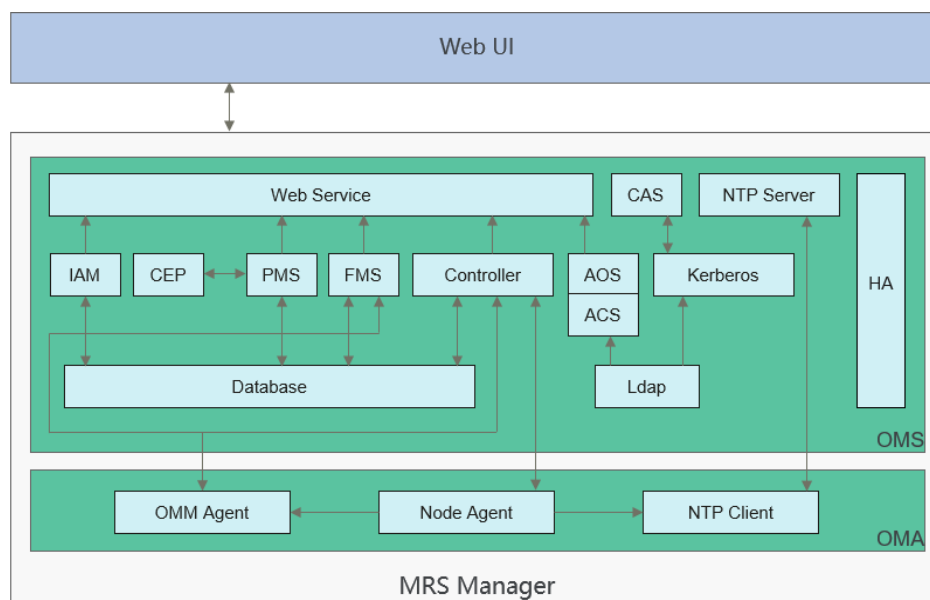 Web UI
Web Service
CAS
NTP Server
HA
IAM
CEP
PMS
FMS
Controller
AOS
Kerberos
ACS
Database
Ldap
OMS
OMM Agent
Node Agent
NTP Client
OMA
MRS Manager